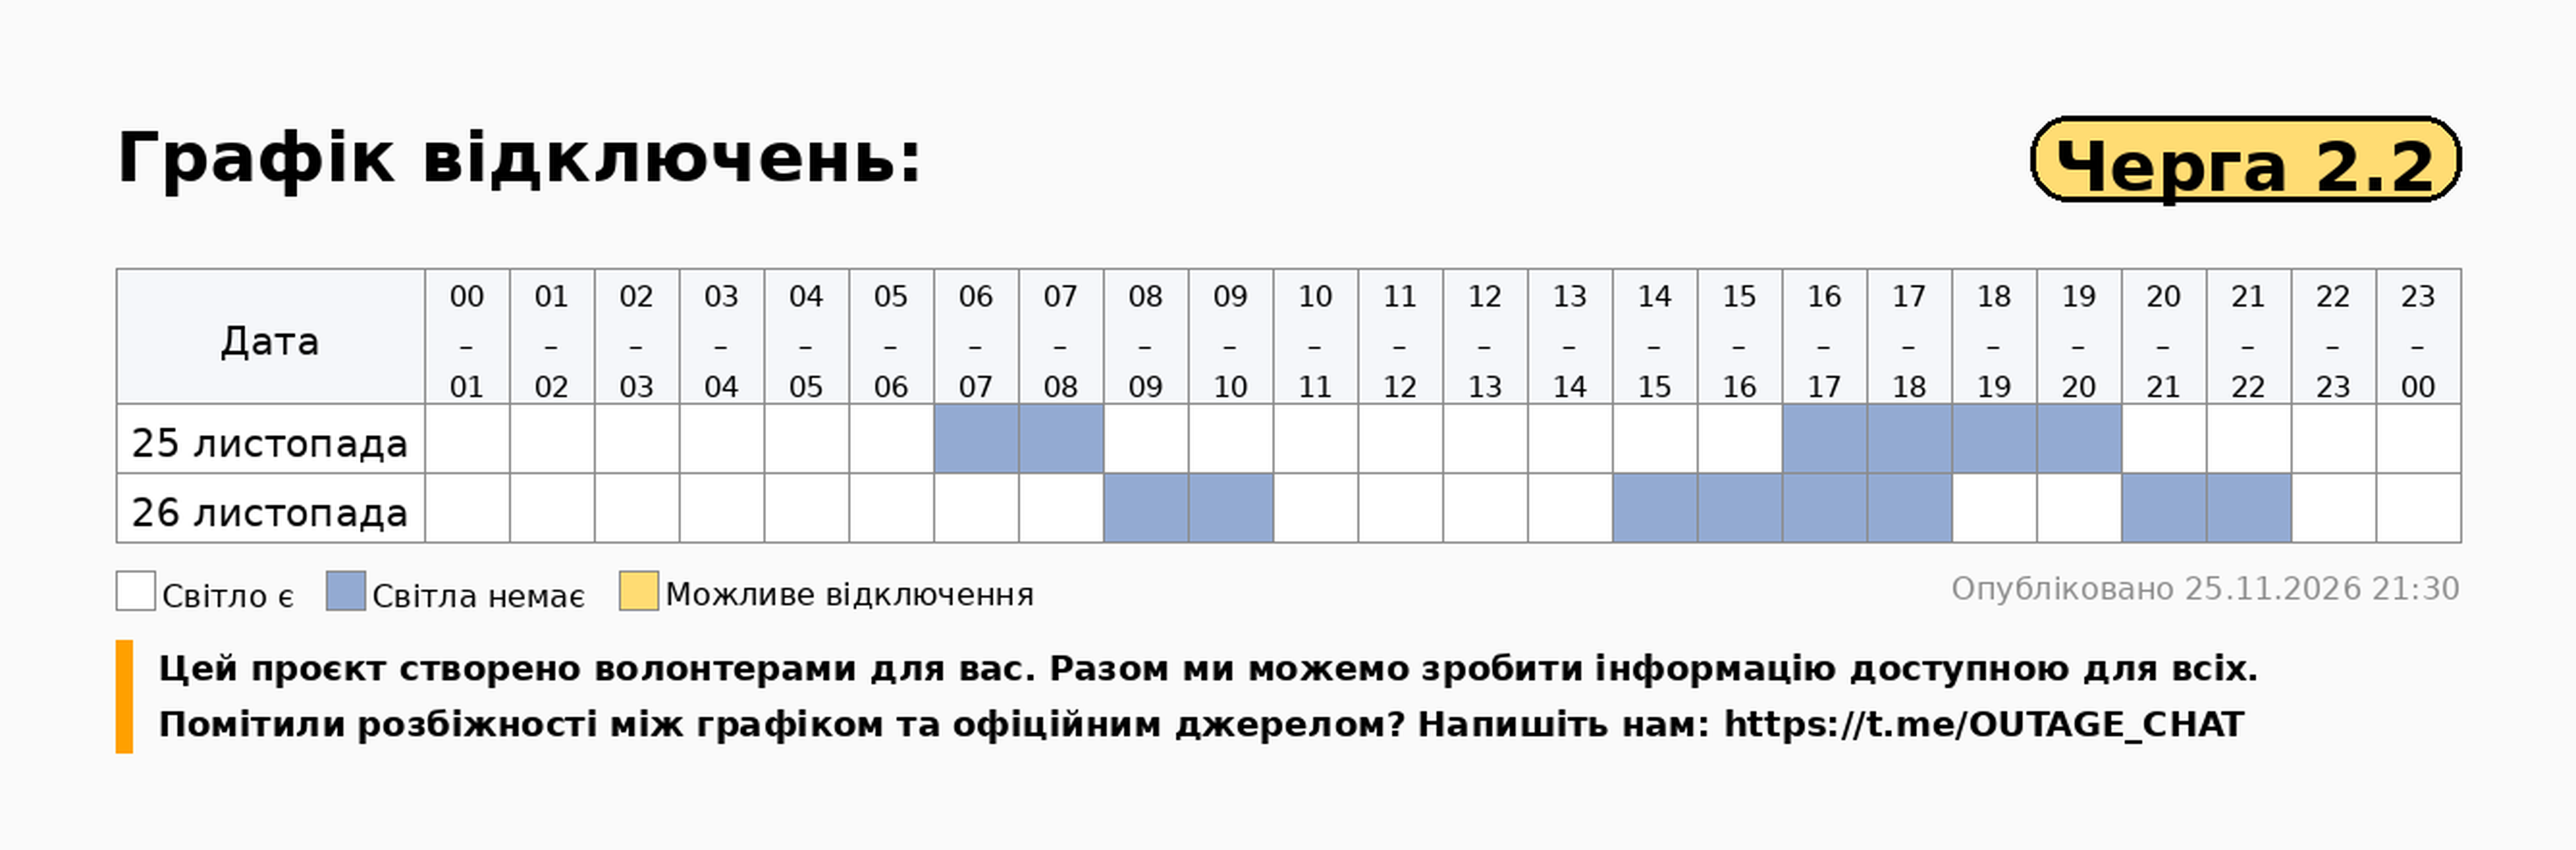 Графік відключень:
Черга 2.2
Дата 00 – 01 01 – 02 02 – 03 03 – 04 04 – 05 05 – 06 06 – 07 07 – 08 08 – 09 09 – 10 10 – 11 11 – 12 12 – 13 13 – 14 14 – 15 15 – 16 16 – 17 17 – 18 18 – 19 19 – 20 20 – 21 21 – 22 22 – 23 23 – 00
25 листопада
26 листопада
Світло є Світла немає Можливе відключення
Опубліковано 25.11.2026 21:30
Цей проєкт створено волонтерами для вас. Разом ми можемо зробити інформацію доступною для всіх.
Помітили розбіжності між графіком та офіційним джерелом? Напишіть нам: https://t.me/OUTAGE_CHAT